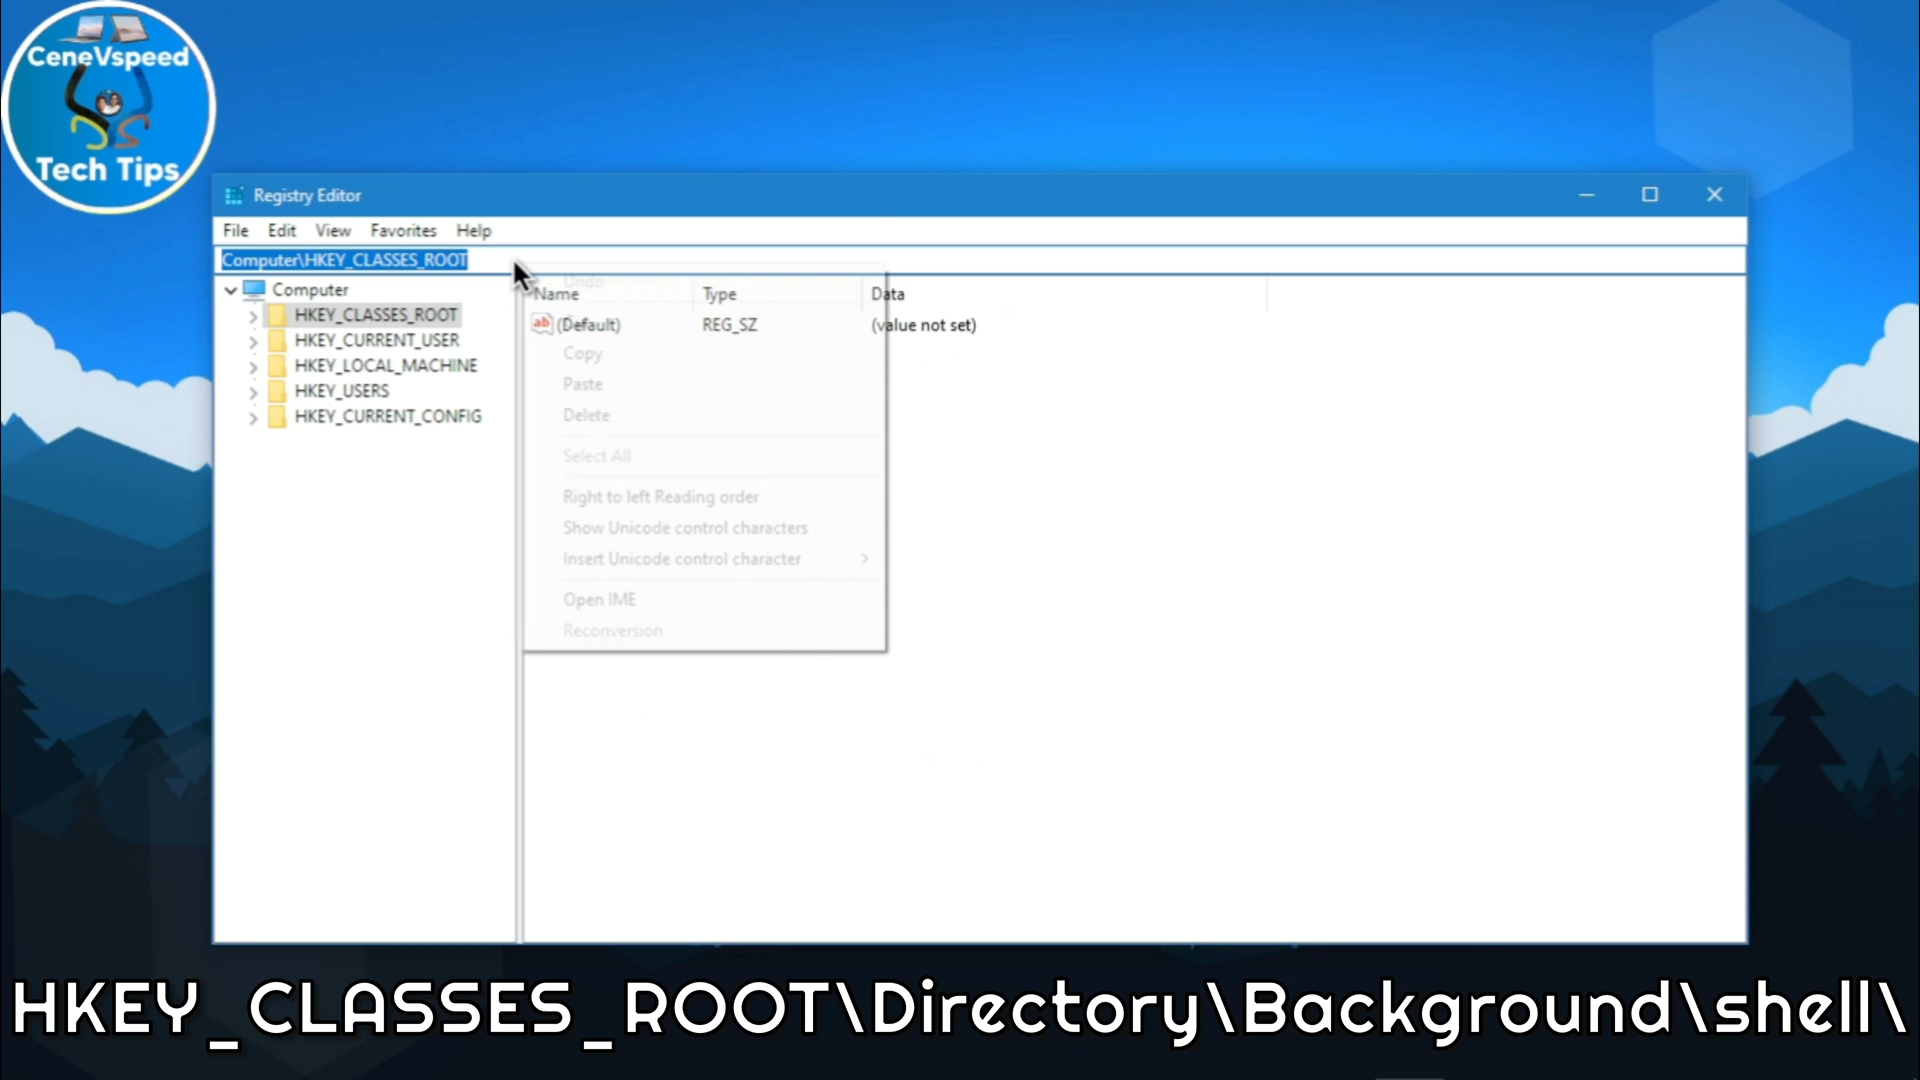 CeneVspeed
Tech Tips
Registry Editor
File Edit View Favorites Help
Computer\HKEY_CLASSES_ROOT
Computer
HKEY_CLASSES_ROOT
HKEY_CURRENT_USER
HKEY_LOCAL_MACHINE
HKEY_USERS
HKEY_CURRENT_CONFIG
Name Type Data
ab (Default) REG_SZ (value not set)
Undo
Copy
Paste
Delete
Select All
Right to left Reading order
Show Unicode control characters
Insert Unicode control character
Open IME
Reconversion
HKEY_CLASSES_ROOT\Directory\Background\shell\